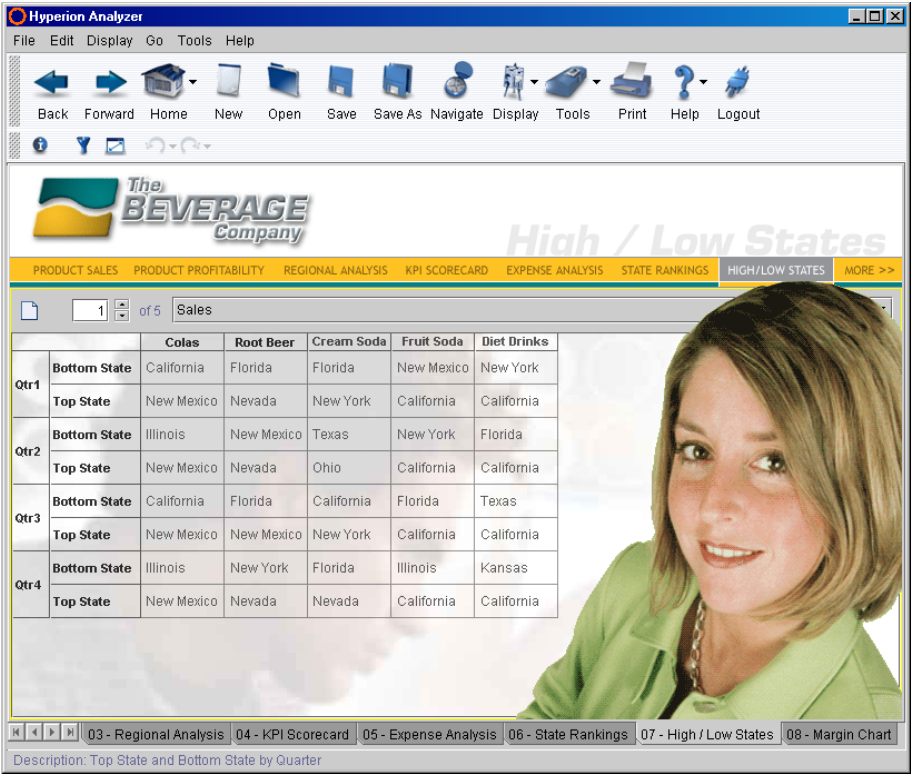 Hyperion Analyzer
File Edit Display Go Tools Help
Back Forward Home New Open Save Save As Navigate Display Tools Print Help Logout
The
BEVERAGE
Company
High / Low States
PRODUCT SALES PRODUCT PROFITABILITY REGIONAL ANALYSIS KPI SCORECARD EXPENSE ANALYSIS STATE RANKINGS HIGH/LOW STATES MORE >>
1 of 5 Sales
Colas Root Beer Cream Soda Fruit Soda Diet Drinks
Qtr1 Bottom State California Florida Florida New Mexico New York
Top State New Mexico Nevada New York California California
Qtr2 Bottom State Illinois New Mexico Texas New York Florida
Top State New Mexico Nevada Ohio California California
Qtr3 Bottom State California Florida California Florida Texas
Top State New Mexico New Mexico New York California California
Qtr4 Bottom State Illinois New York Florida Illinois Kansas
Top State New Mexico Nevada Nevada California California
03 - Regional Analysis 04 - KPI Scorecard 05 - Expense Analysis 06 - State Rankings 07 - High / Low States 08 - Margin Chart
Description: Top State and Bottom State by Quarter